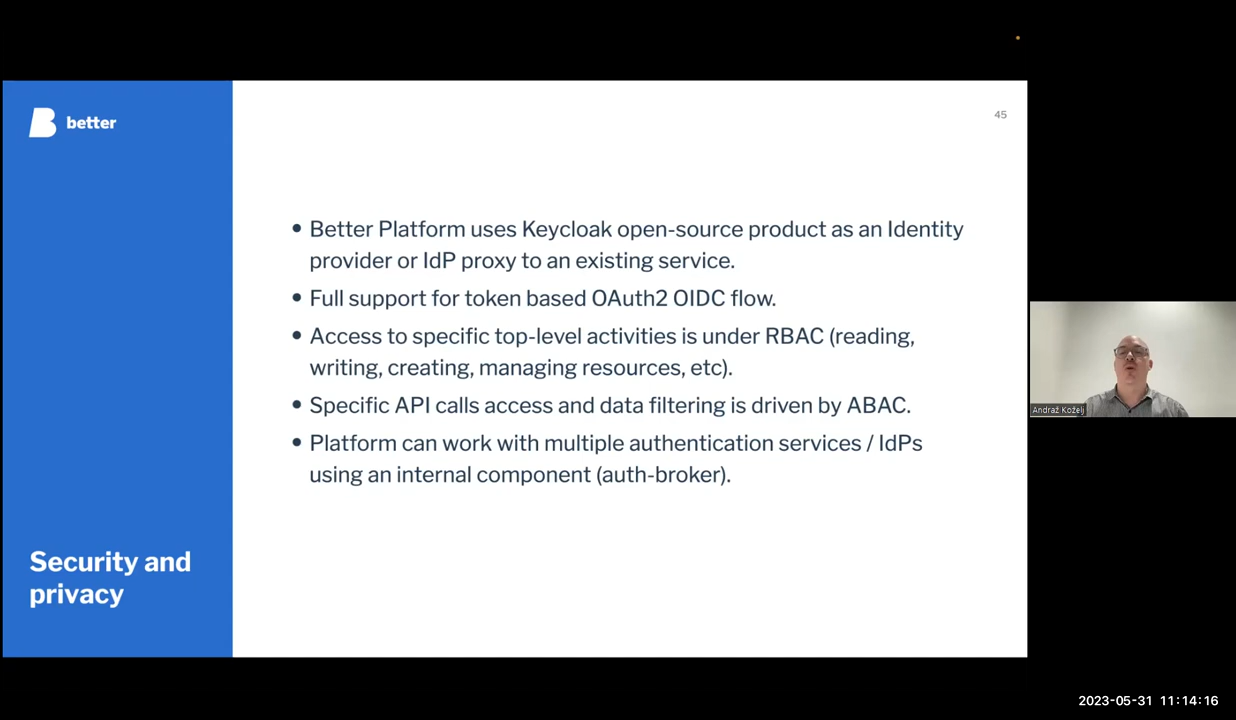 better
45
• Better Platform uses Keycloak open-source product as an Identity
provider or IdP proxy to an existing service.
• Full support for token based OAuth2 OIDC flow.
• Access to specific top-level activities is under RBAC (reading,
writing, creating, managing resources, etc).
• Specific API calls access and data filtering is driven by ABAC.
• Platform can work with multiple authentication services / IdPs
using an internal component (auth-broker).
Security and
privacy
Andraž Koželj
2023-05-31 11:14:16